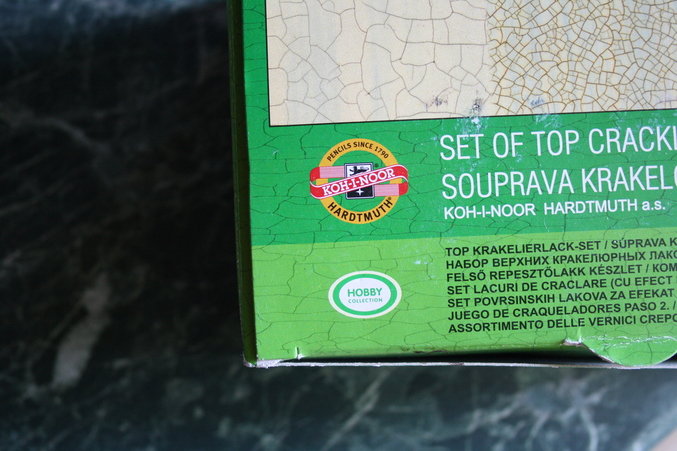 SET OF TOP CRACKL
SOUPRAVA KRAKELO
KOH-I-NOOR HARDTMUTH a.s.
PENCILS SINCE 1790
KOH-I-NOOR
HARDTMUTH®
TOP KRAKELIERLACK-SET / SÚPRAVA K
НАБОР ВЕРХНИХ КРАКЕЛЮРНЫХ ЛАКО
FELSŐ REPESZTŐLAKK KÉSZLET / KOM
SET LACURI DE CRACLARE (CU EFECT
SET POVRSINSKIH LAKOVA ZA EFEKAT
JUEGO DE CRAQUELADORES PASO 2. /
ASSORTIMENTO DELLE VERNICI CREPO
HOBBY
COLLECTION